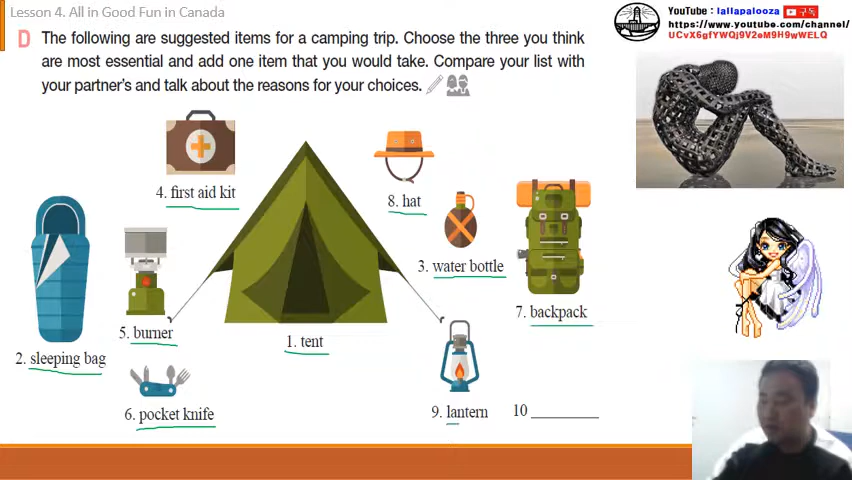 Lesson 4. All in Good Fun in Canada
D The following are suggested items for a camping trip. Choose the three you think
are most essential and add one item that you would take. Compare your list with
your partner's and talk about the reasons for your choices.
YouTube : lallapalooza 구독
https://www.youtube.com/channel/
UCvX6gfYWQj9V2eM9H9wWELQ
4. first aid kit
8. hat
3. water bottle
7. backpack
5. burner
1. tent
2. sleeping bag
6. pocket knife
9. lantern
10